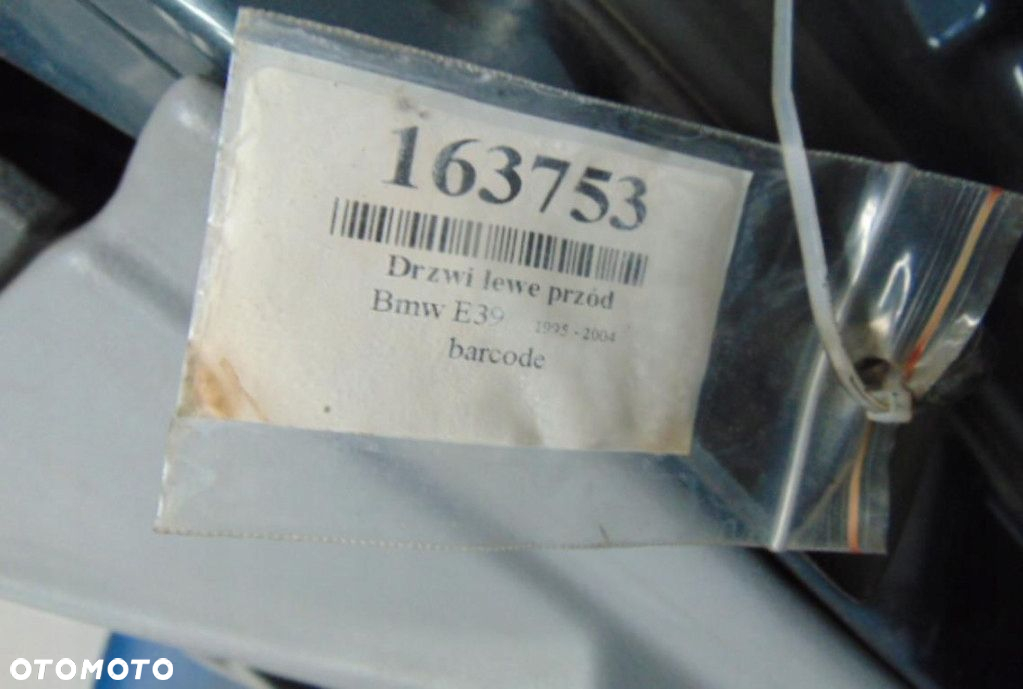 163753
Drzwi lewe przód
Bmw E39 1995 - 2004
barcode
OTOMOTO